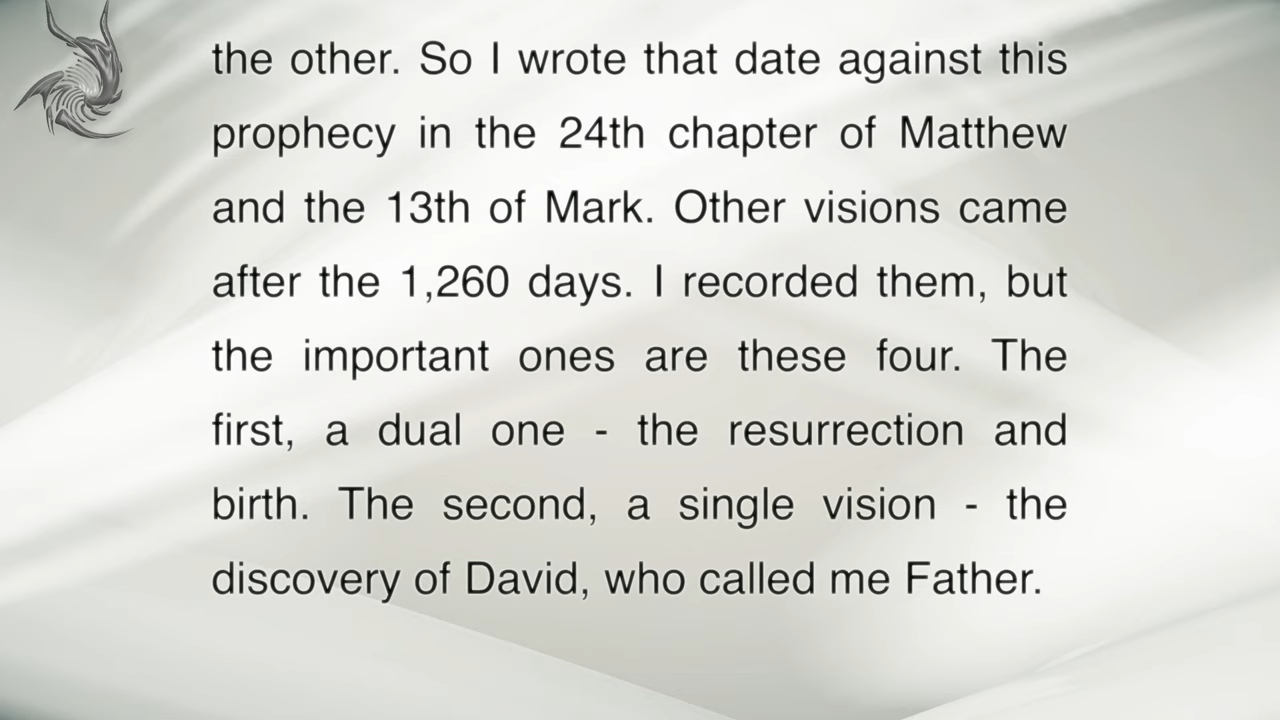 the other. So I wrote that date against this
prophecy in the 24th chapter of Matthew
and the 13th of Mark. Other visions came
after the 1,260 days. I recorded them, but
the important ones are these four. The
first, a dual one - the resurrection and
birth. The second, a single vision - the
discovery of David, who called me Father.